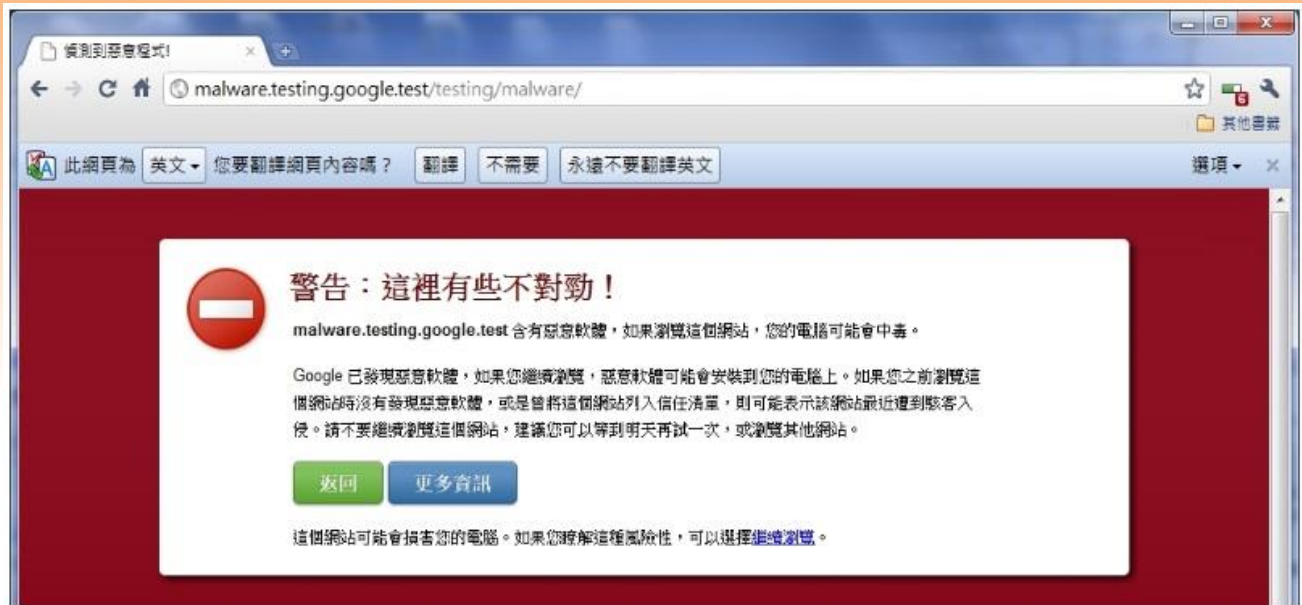 偵測到惡意程式!
malware.testing.google.test/testing/malware/
6
其他書籤
此網頁為 英文 您要翻譯網頁內容嗎？ 翻譯 不需要 永遠不要翻譯英文 選項
警告：這裡有些不對勁！
malware.testing.google.test 含有惡意軟體，如果瀏覽這個網站，您的電腦可能會中毒。
Google 已發現惡意軟體，如果您繼續瀏覽，惡意軟體可能會安裝到您的電腦上。如果您之前瀏覽這
個網站時沒有發現惡意軟體，或是曾將這個網站列入信任清單，則可能表示該網站最近遭到駭客入
侵。請不要繼續瀏覽這個網站，建議您可以等到明天再試一次，或瀏覽其他網站。
返回 更多資訊
這個網站可能會損害您的電腦。如果您瞭解這種風險性，可以選擇繼續瀏覽。